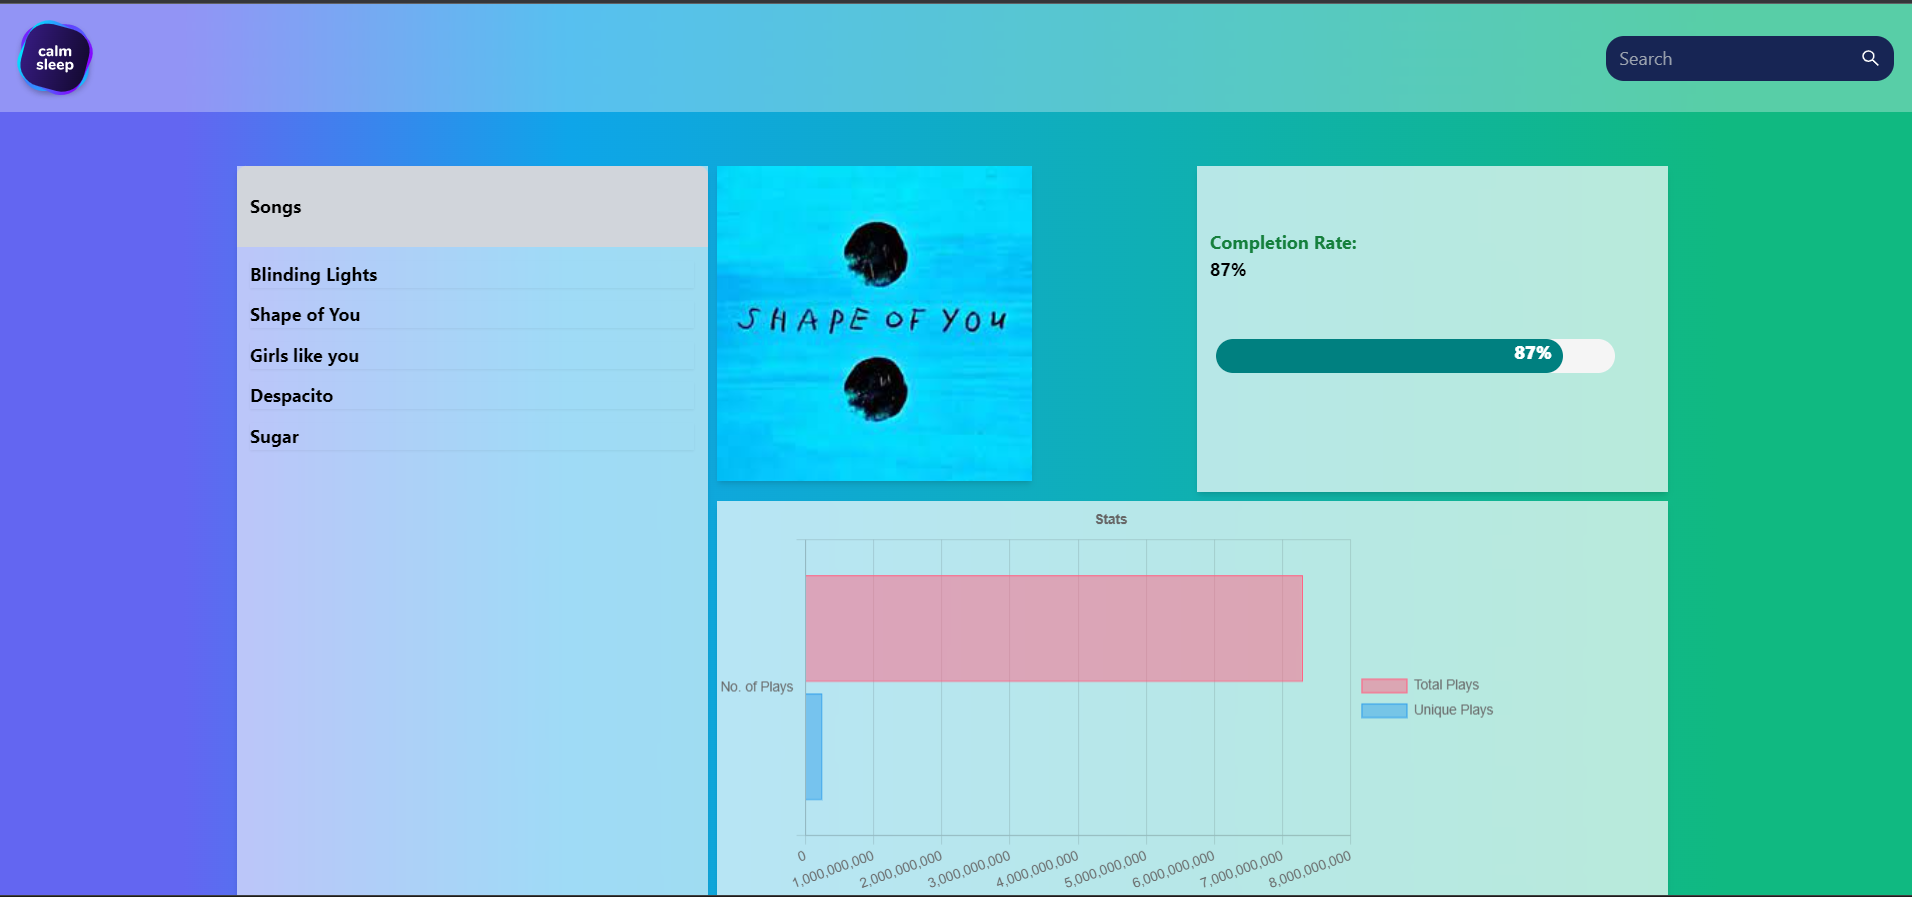 calm
sleep
Search
Songs
Blinding Lights
Shape of You
Girls like you
Despacito
Sugar
SHAPE OF YOU
Completion Rate:
87%
87%
Stats
No. of Plays
Total Plays
Unique Plays
0
1,000,000,000
2,000,000,000
3,000,000,000
4,000,000,000
5,000,000,000
6,000,000,000
7,000,000,000
8,000,000,000